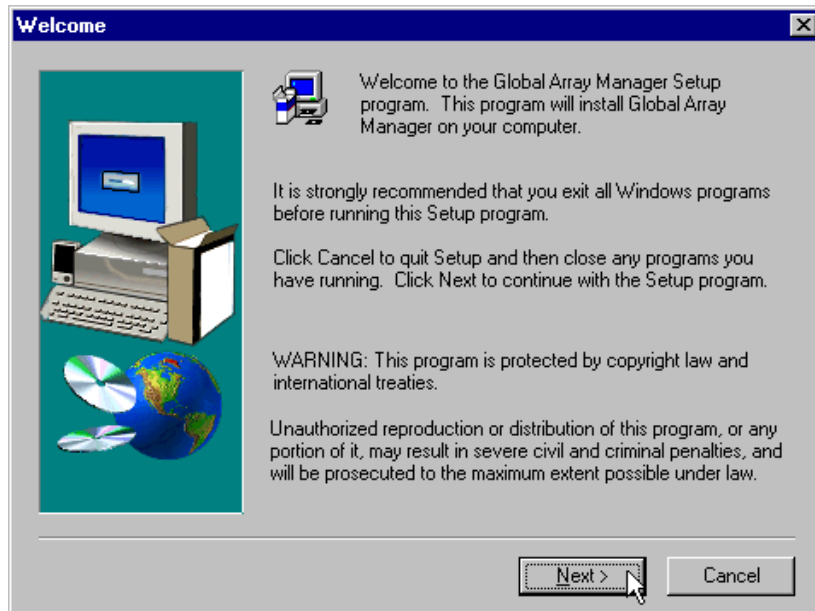 Welcome
Welcome to the Global Array Manager Setup
program.  This program will install Global Array
Manager on your computer.
It is strongly recommended that you exit all Windows programs
before running this Setup program.
Click Cancel to quit Setup and then close any programs you
have running.  Click Next to continue with the Setup program.
WARNING: This program is protected by copyright law and
international treaties.
Unauthorized reproduction or distribution of this program, or any
portion of it, may result in severe civil and criminal penalties, and
will be prosecuted to the maximum extent possible under law.
Next >
Cancel